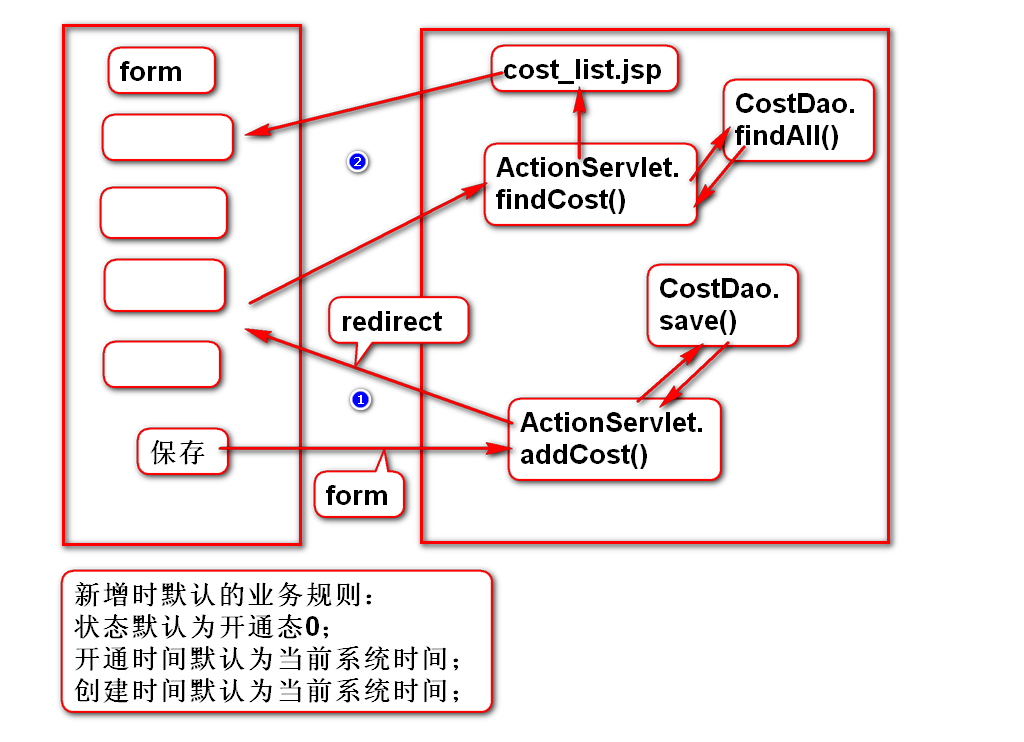 form
cost_list.jsp
CostDao.
findAll()
ActionServlet.
findCost()
2
CostDao.
save()
redirect
1
ActionServlet.
addCost()
保存
form
新增时默认的业务规则：
状态默认为开通态0；
开通时间默认为当前系统时间；
创建时间默认为当前系统时间；